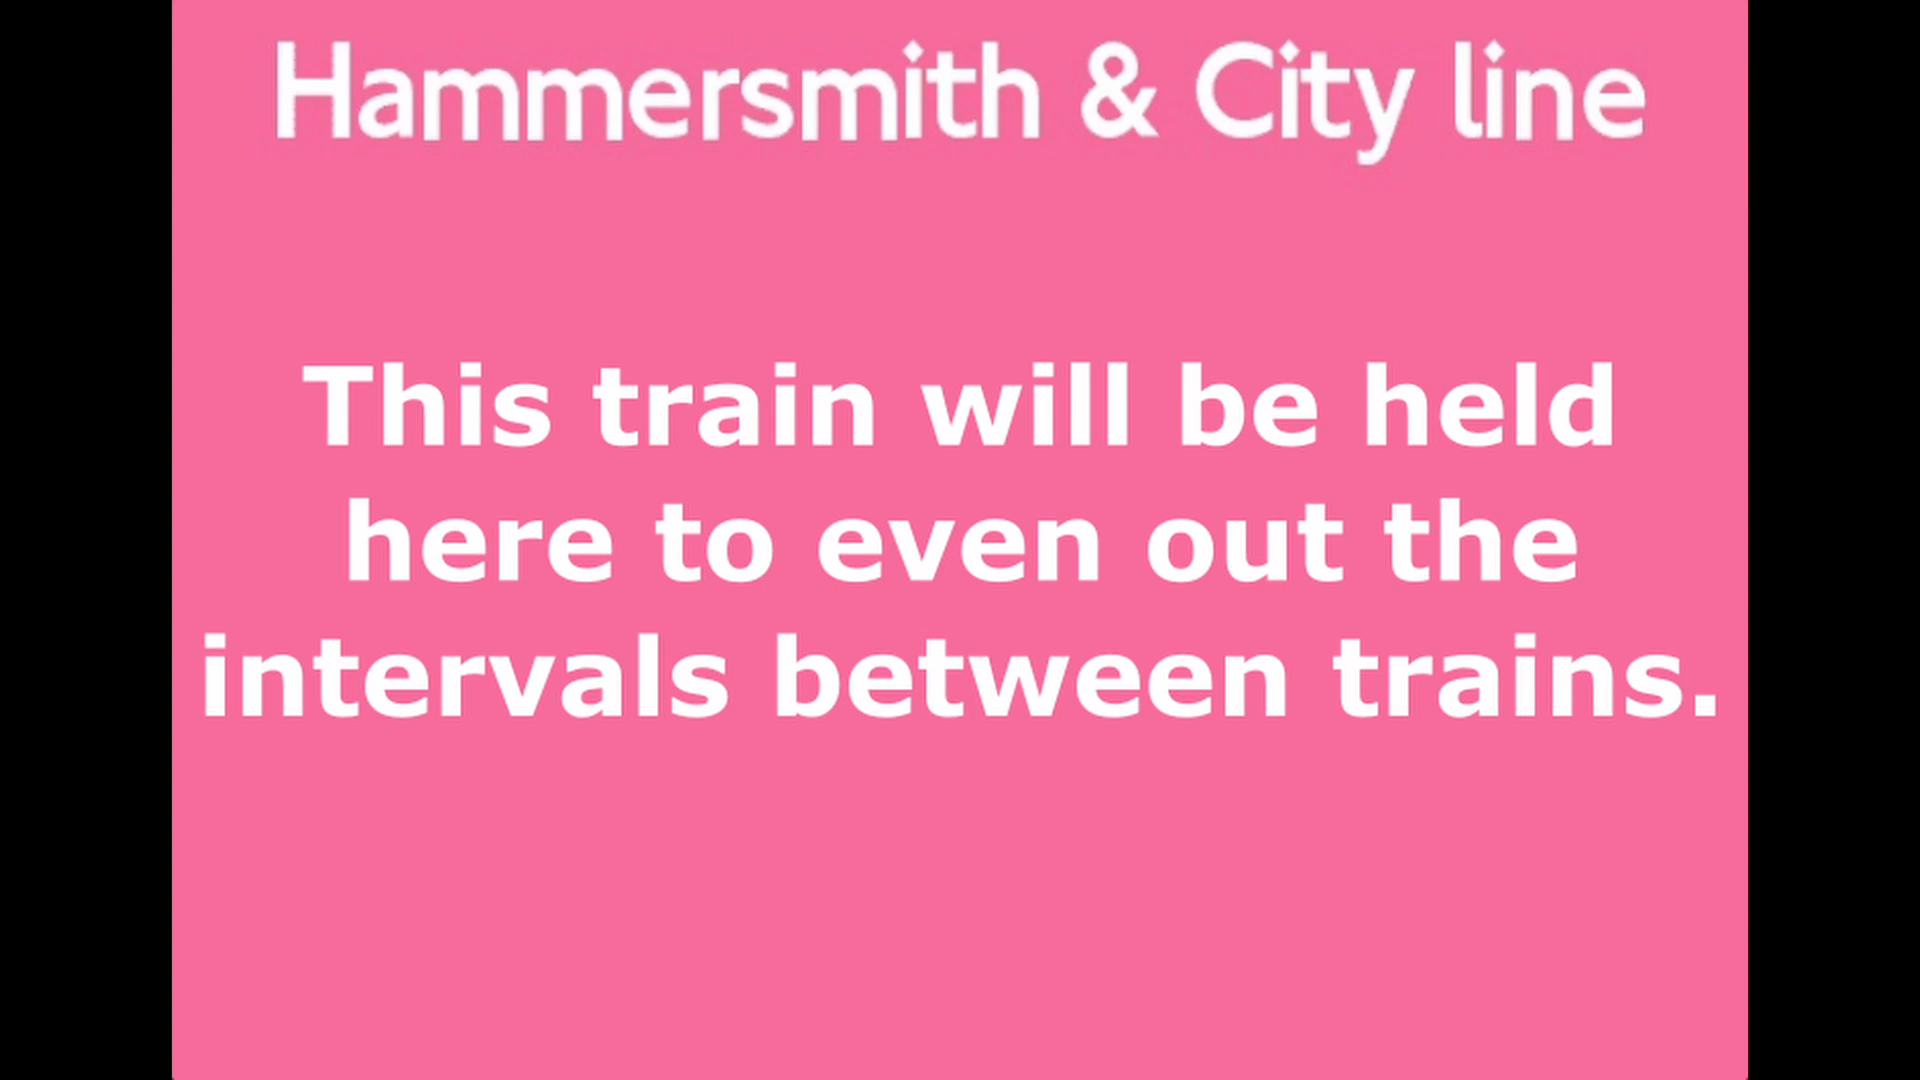 Hammersmith & City line
This train will be held
here to even out the
intervals between trains.